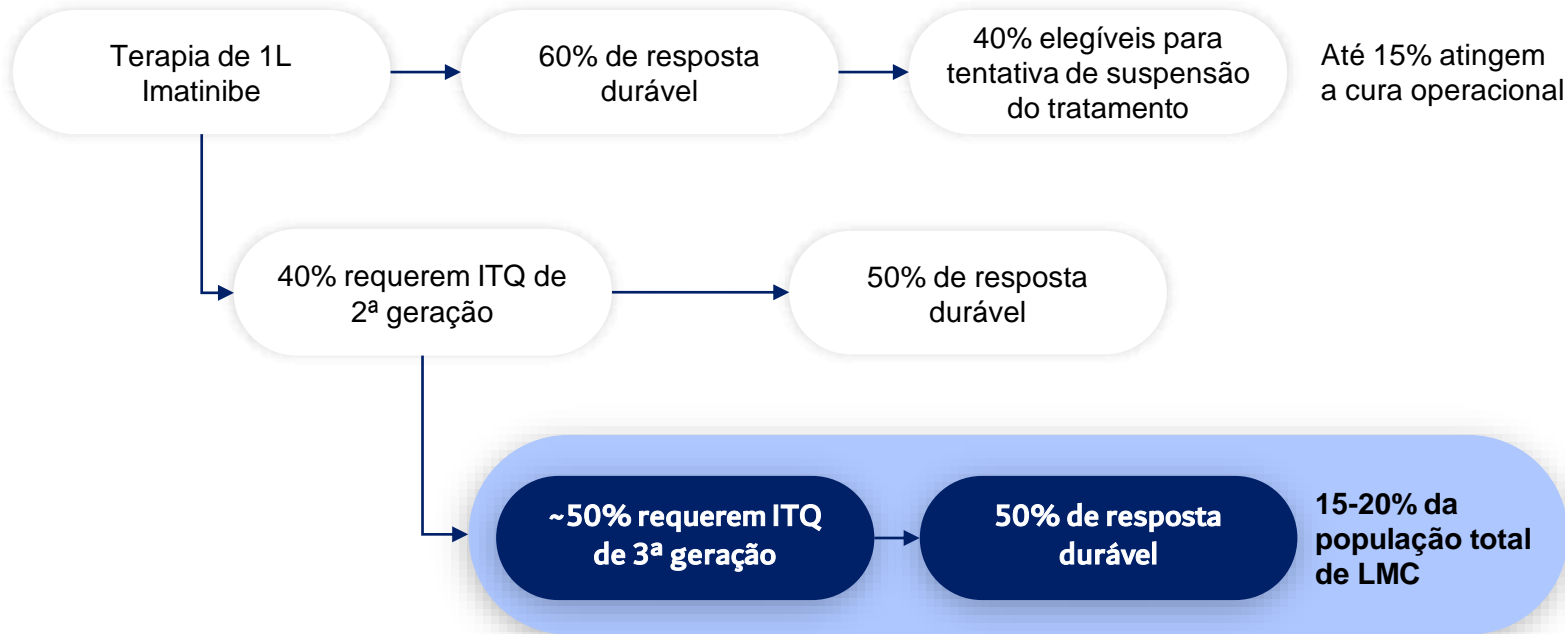 Terapia de 1L
Imatinibe
60% de resposta
durável
40% elegíveis para
tentativa de suspensão
do tratamento
Até 15% atingem
a cura operacional
40% requerem ITQ de
2ª geração
50% de resposta
durável
~50% requerem ITQ
de 3ª geração
50% de resposta
durável
15-20% da
população total
de LMC